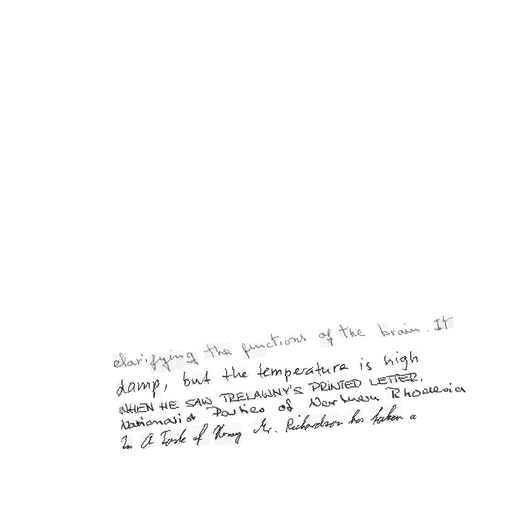 clarifying the functions of the brain. It
damp, but the temperature is high
WHEN HE SAW TRELAWNY'S PRINTED LETTER,
Nationalist Parties of Northern Rhodesia
In A Taste of Honey Mr. Richardson has taken a